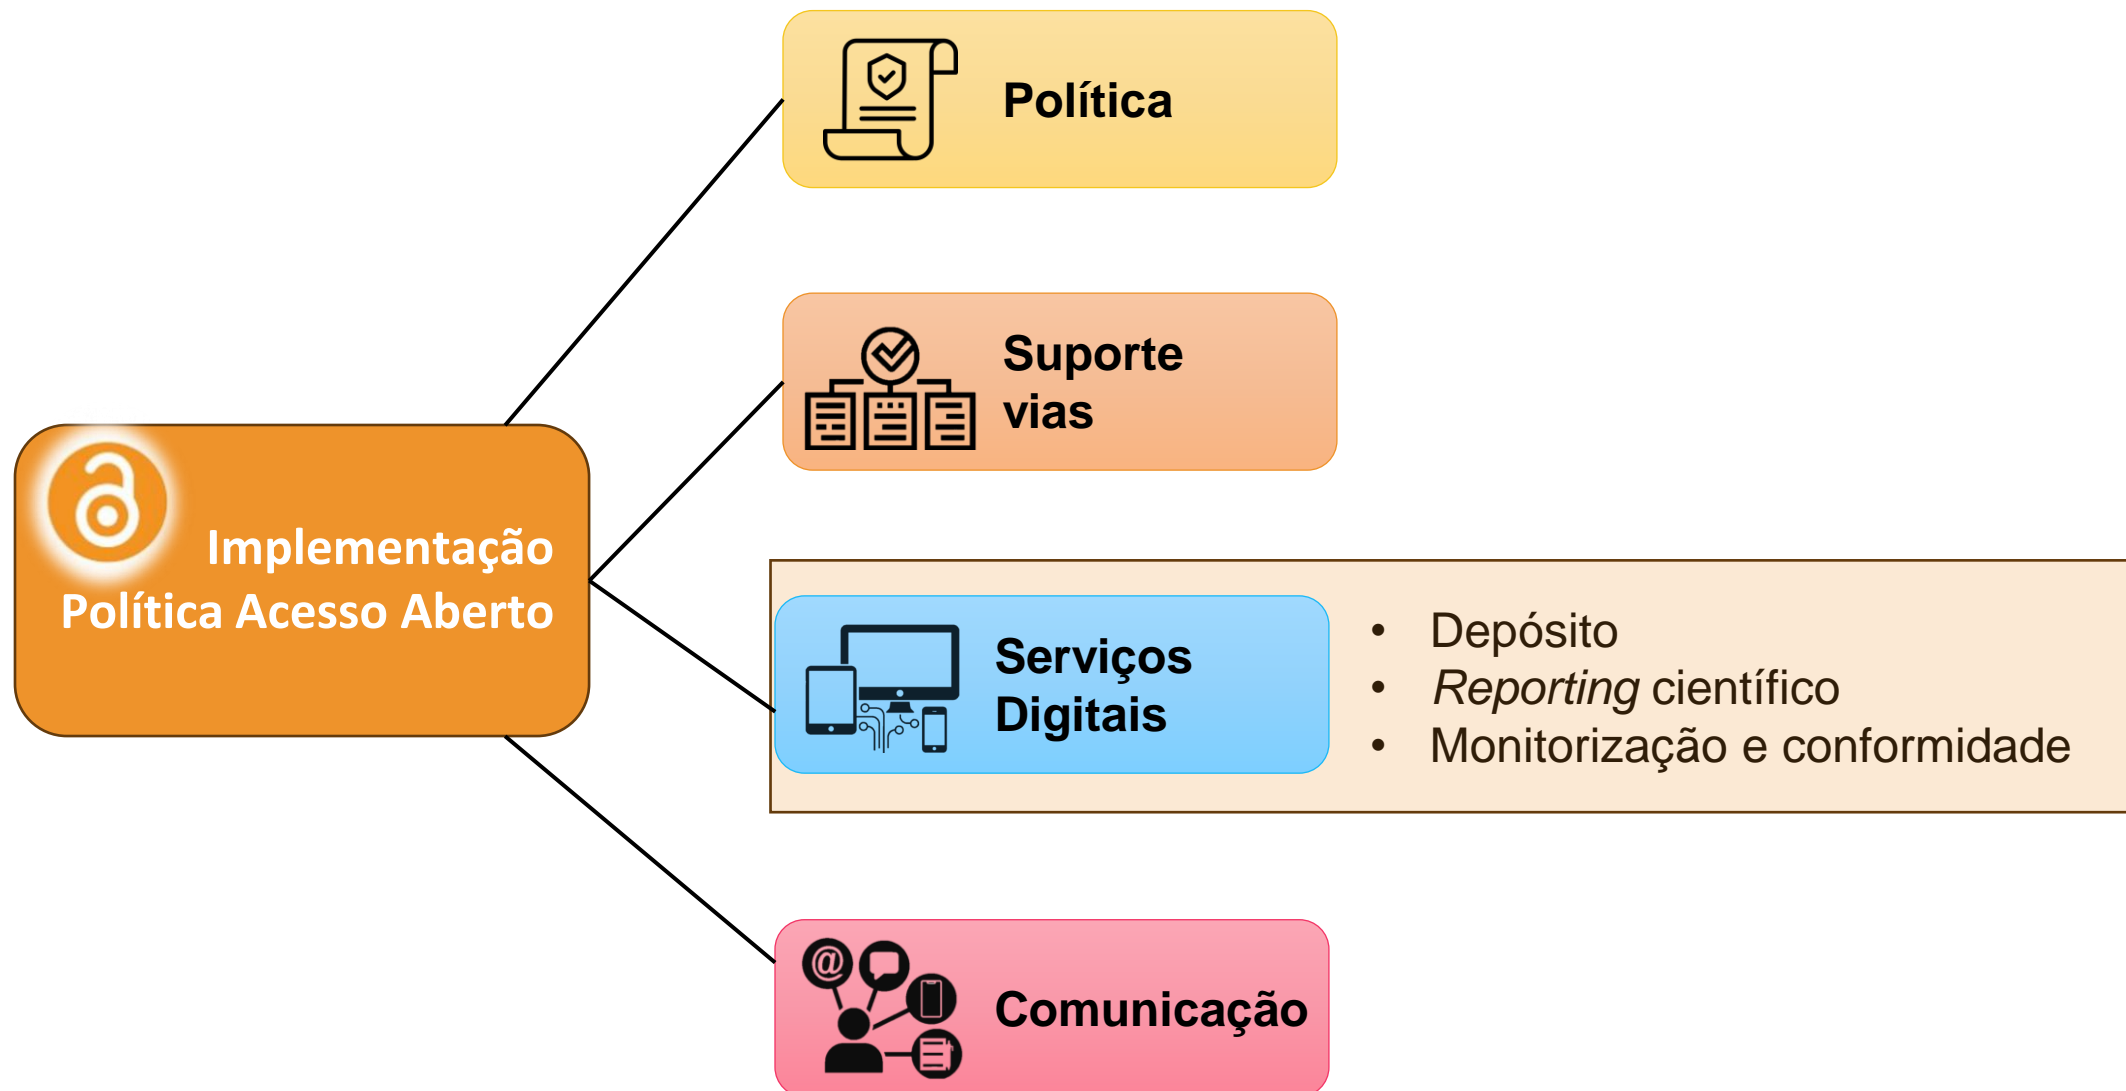 Política
Suporte
vias
Implementação
Política Acesso Aberto
Serviços
Digitais
• Depósito
• Reporting científico
• Monitorização e conformidade
@
Comunicação